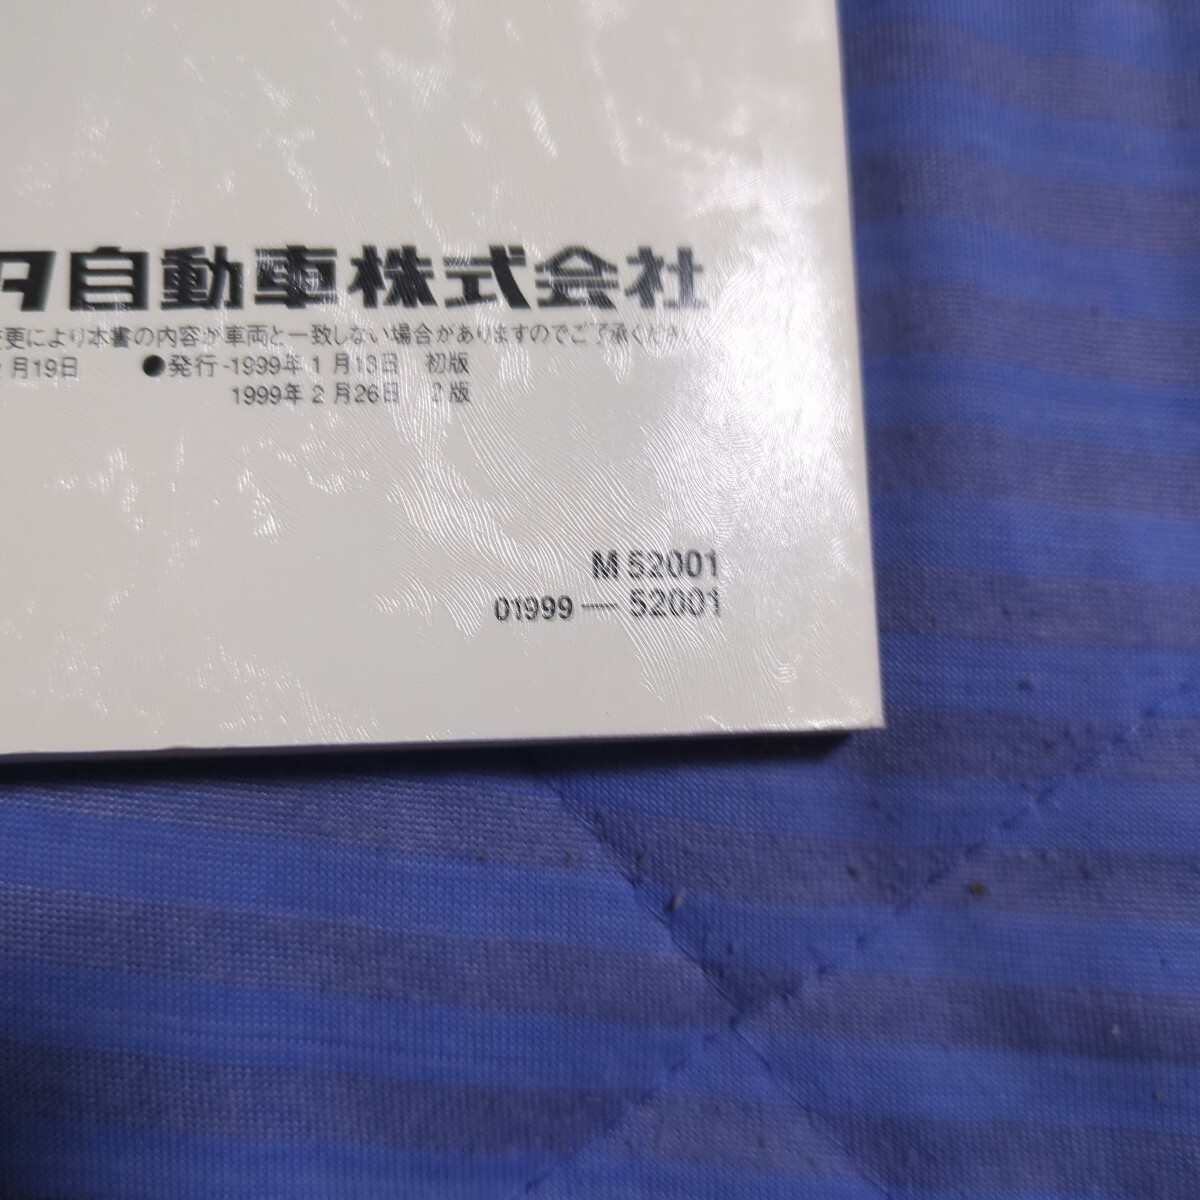 タ自動車株式会社
更により本書の内容が車両と一致しない場合がありますのでご了承ください
月19日 ●発行-1999年1月13日 初版
1999年2月26日 2版
M 52001
01999—52001